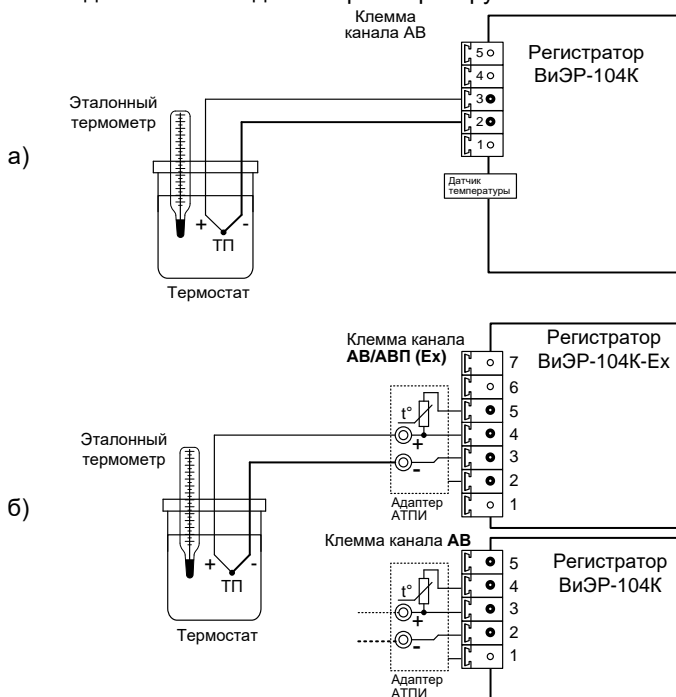 Клемма
канала АВ
а)
Эталонный
термометр
+
-
ТП
Термостат
5
4
3
2
1
Датчик
температуры
Регистратор
ВиЭР-104К
б)
Клемма канала
АВ/АВП (Ex)
Регистратор
ВиЭР-104К-Ex
7
6
5
4
3
2
1
t°
+
-
Адаптер
АТПИ
Эталонный
термометр
+
-
ТП
Термостат
Клемма канала АВ
Регистратор
ВиЭР-104К
5
4
3
2
1
t°
+
-
Адаптер
АТПИ